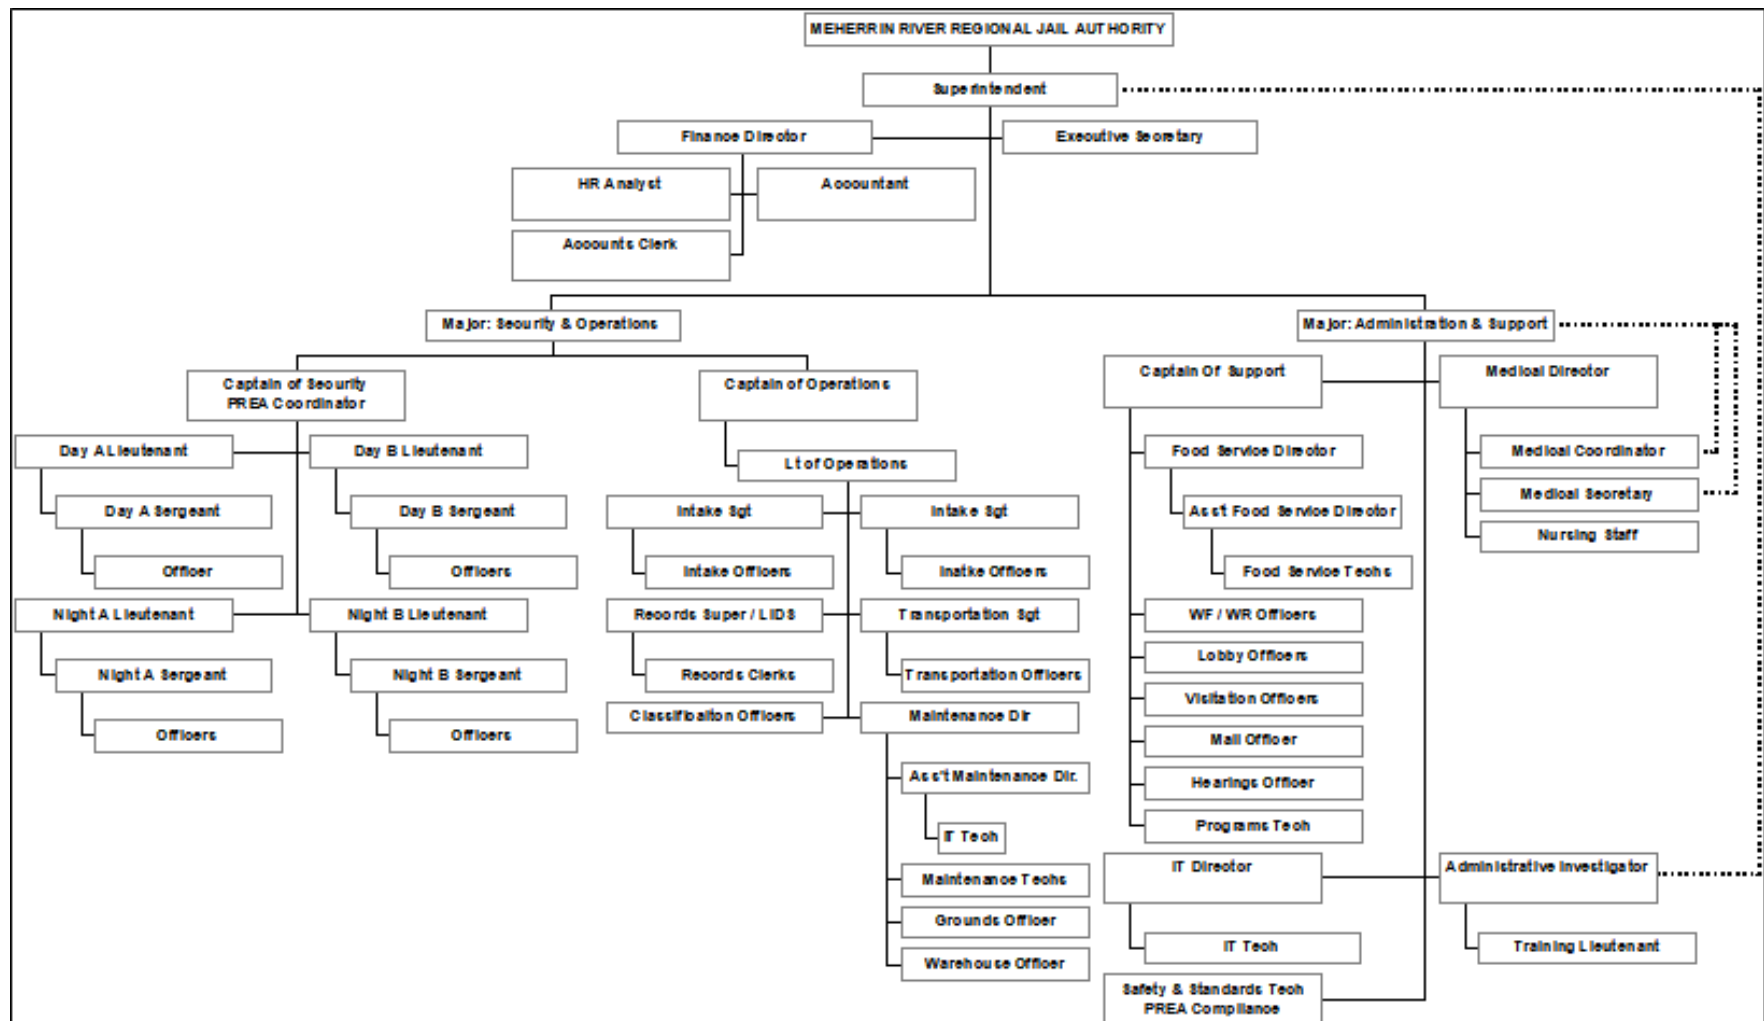 MEHERRIN RIVER REGIONAL JAIL AUTHORITY
Superintendent
Finance Director
Executive Secretary
HR Analyst
Accountant
Accounts Clerk
Major: Security & Operations
Major: Administration & Support
Captain of Security
PREA Coordinator
Captain of Operations
Captain Of Support
Medical Director
Day A Lieutenant
Day B Lieutenant
Lt of Operations
Food Service Director
Medical Coordinator
Day A Sergeant
Day B Sergeant
Intake Sgt
Intake Sgt
Ass't Food Service Director
Medical Secretary
Officer
Officers
Intake Officers
Inatke Officers
Food Service Techs
Nursing Staff
Night A Lieutenant
Night B Lieutenant
Records Super / LIDS
Transportation Sgt
WF / WR Officers
Lobby Officers
Night A Sergeant
Night B Sergeant
Records Clerks
Transportation Officers
Visitation Officers
Classifibaiton Officers
Maintenance Dir
Officers
Officers
Mail Officer
Ass't Maintenance Dir.
Hearings Officer
IT Tech
Programs Tech
Maintenance Techs
IT Director
Administrative Investigator
Grounds Officer
IT Tech
Training Lieutenant
Warehouse Officer
Safety & Standards Tech
PREA Compliance